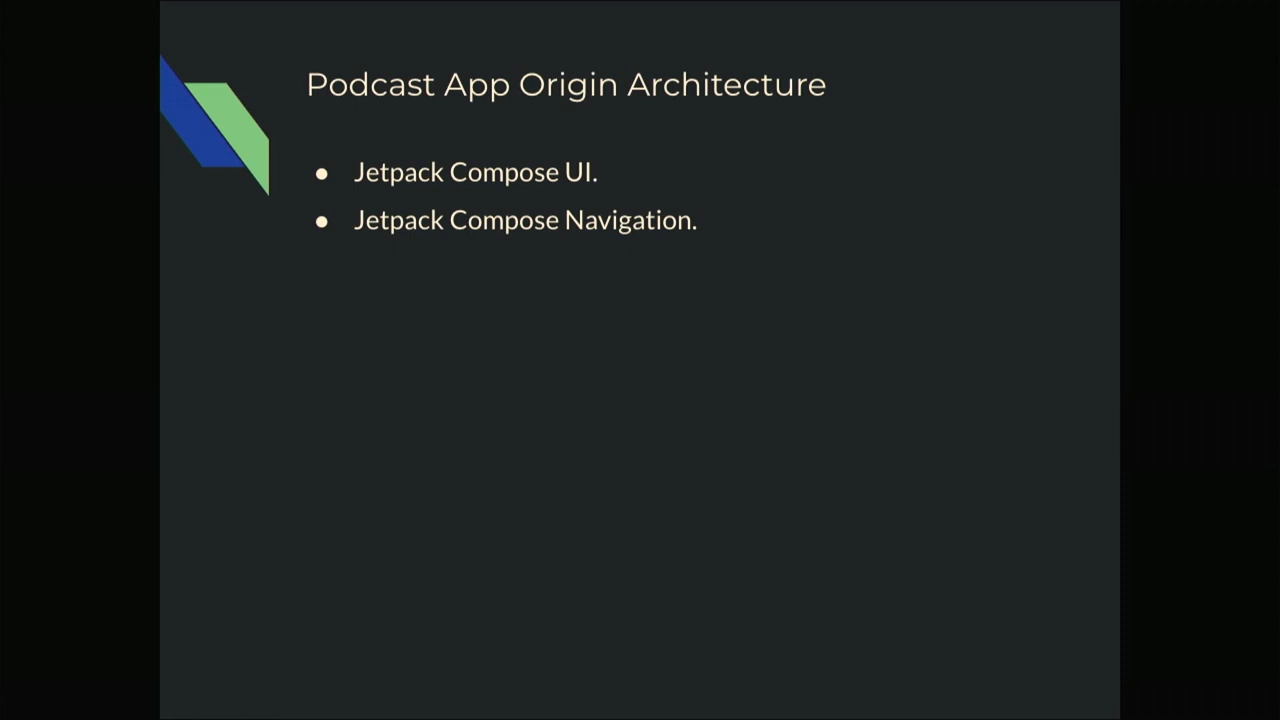 Podcast App Origin Architecture
● Jetpack Compose UI.
● Jetpack Compose Navigation.